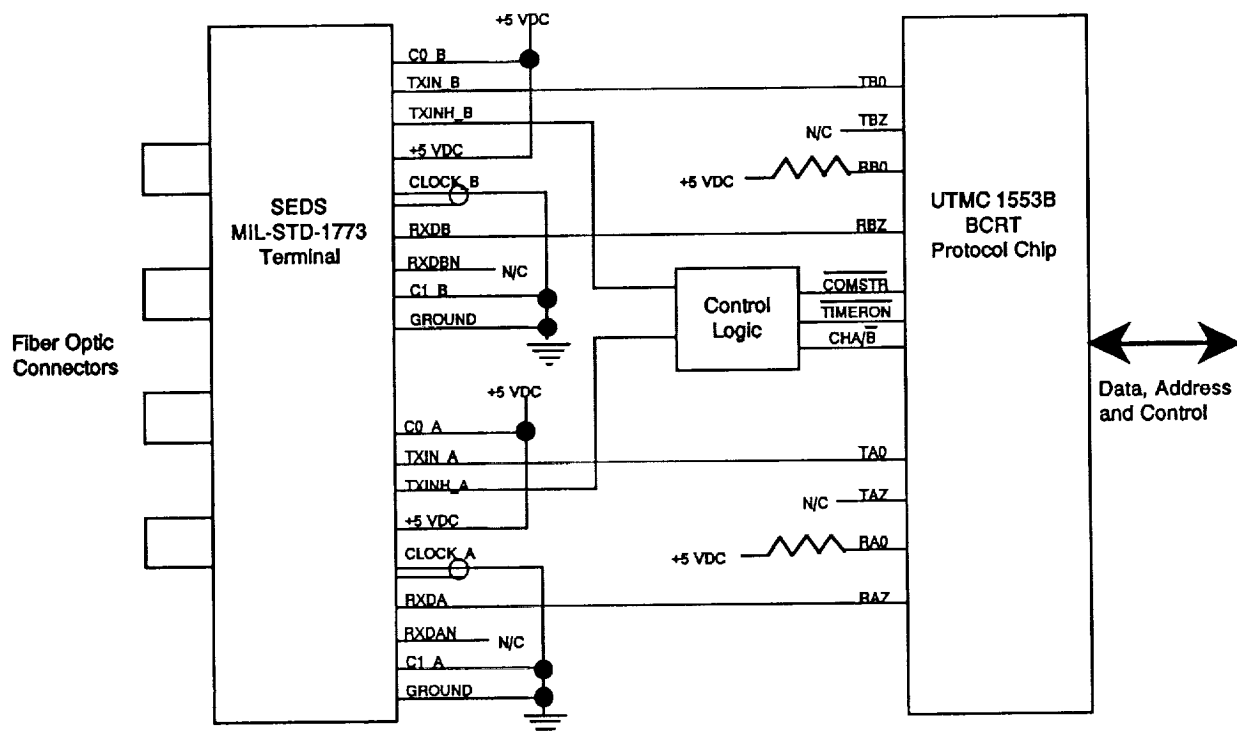 +5 VDC
C0_B
TXIN_B
TXINH_B
+5 VDC
CLOCK_B
RXDB
RXDBN
N/C
C1_B
GROUND
SEDS
MIL-STD-1773
Terminal
Fiber Optic
Connectors
+5 VDC
C0_A
TXIN_A
TXINH_A
+5 VDC
CLOCK_A
RXDA
RXDAN
N/C
C1_A
GROUND
Control
Logic
TB0
N/C
TBZ
+5 VDC
RB0
RBZ
COMSTR
TIMERON
CHA/B
TA0
N/C
TAZ
+5 VDC
RA0
RAZ
UTMC 1553B
BCRT
Protocol Chip
Data, Address
and Control